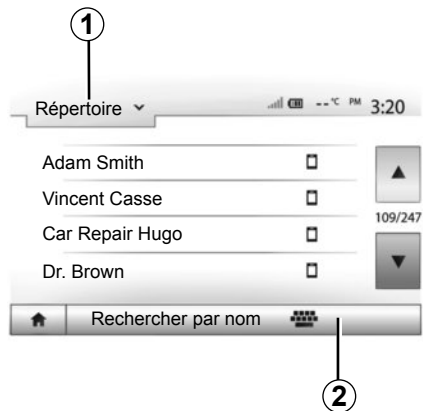 1
Répertoire --°C PM 3:20
Adam Smith
Vincent Casse
109/247
Car Repair Hugo
Dr. Brown
Rechercher par nom
2